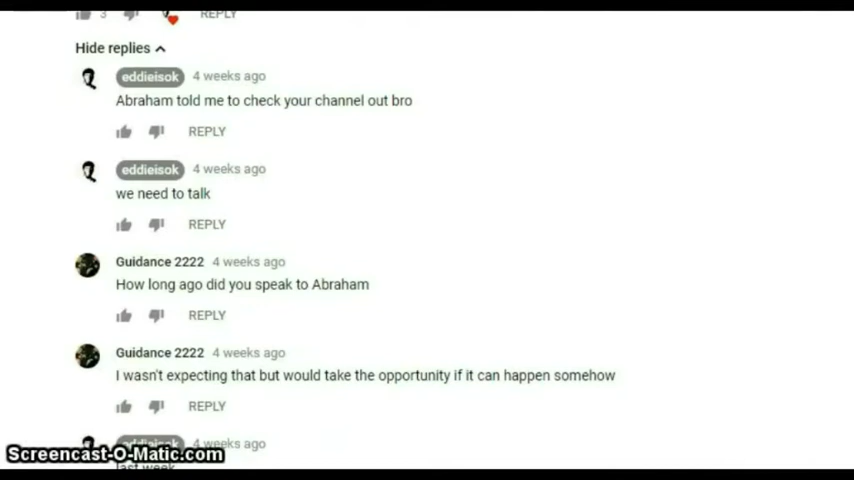 3 REPLY
Hide replies
eddieisok 4 weeks ago
Abraham told me to check your channel out bro
REPLY
eddieisok 4 weeks ago
we need to talk
REPLY
Guidance 2222 4 weeks ago
How long ago did you speak to Abraham
REPLY
Guidance 2222 4 weeks ago
I wasn't expecting that but would take the opportunity if it can happen somehow
REPLY
eddieisok 4 weeks ago
Screencast-O-Matic.com
last week